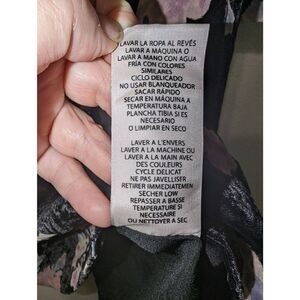 LAVAR LA ROPA AL REVÉS
LAVAR A MÁQUINA O
LAVAR A MANO CON AGUA
FRÍA CON COLORES
SIMILARES
CICLO DELICADO
NO USAR BLANQUEADOR
SACAR RÁPIDO
SECAR EN MÁQUINA A
TEMPERATURA BAJA
PLANCHA TIBIA SI ES
NECESARIO
O LIMPIAR EN SECO
LAVER A L'ENVERS
LAVER A LA MACHINE OU
LAVER A LA MAIN AVEC
DES COULEURS
CYCLE DÉLICAT
NE PAS JAVELLISER
RETIRER IMMEDIATEMEN
SECHER LOW
REPASSER A BASSE
TEMPERATURE SI
NECESSAIRE
OU NETTOYER A SEC